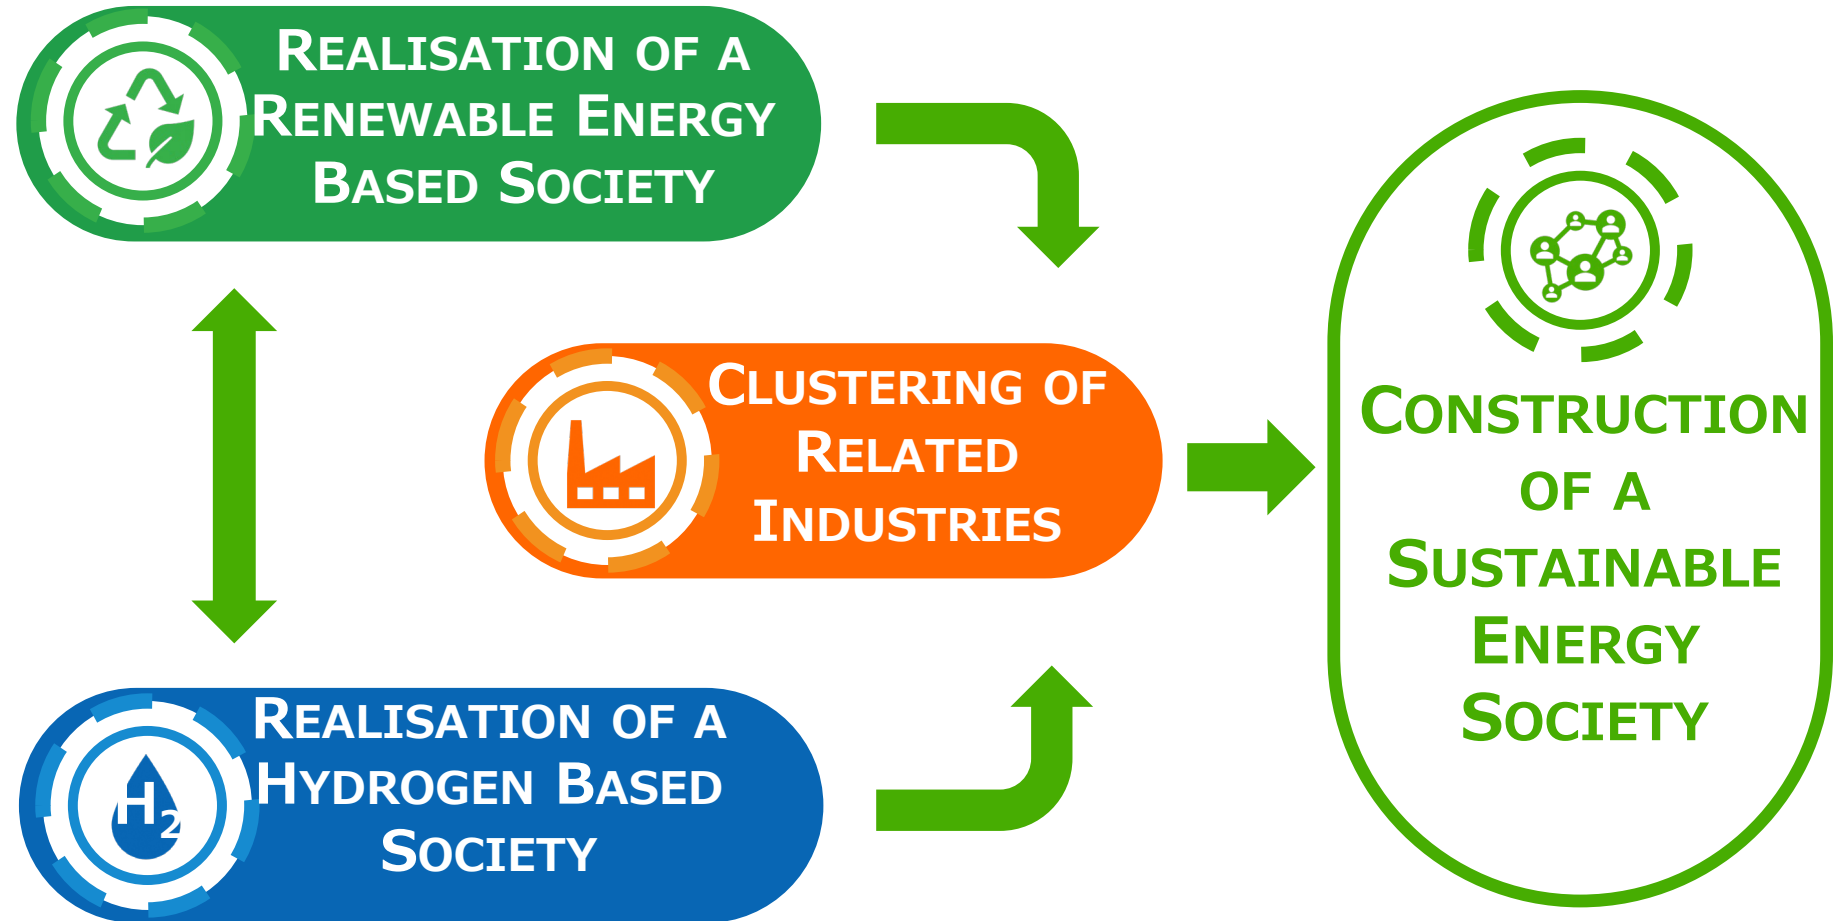 REALISATION OF A
RENEWABLE ENERGY
BASED SOCIETY
CLUSTERING OF
RELATED
INDUSTRIES
REALISATION OF A
HYDROGEN BASED
SOCIETY
H2
CONSTRUCTION
OF A
SUSTAINABLE
ENERGY
SOCIETY